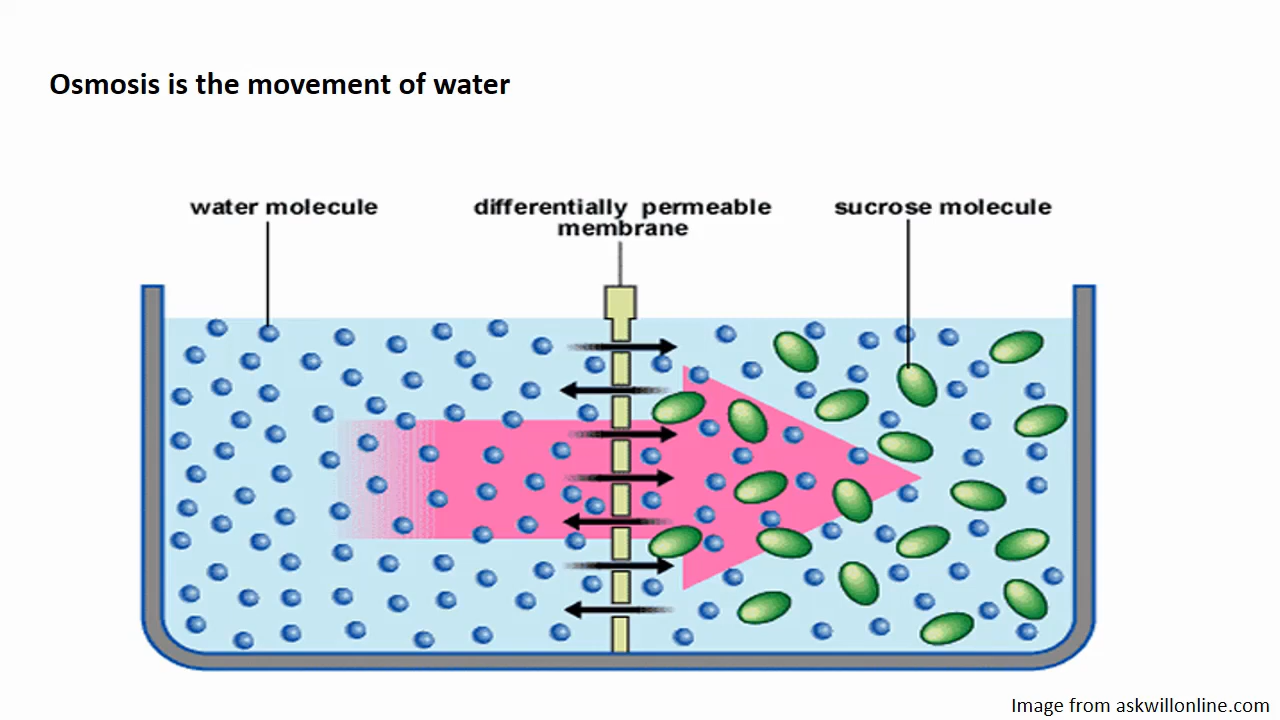 Osmosis is the movement of water
water molecule
differentially permeable
membrane
sucrose molecule
Image from askwillonline.com